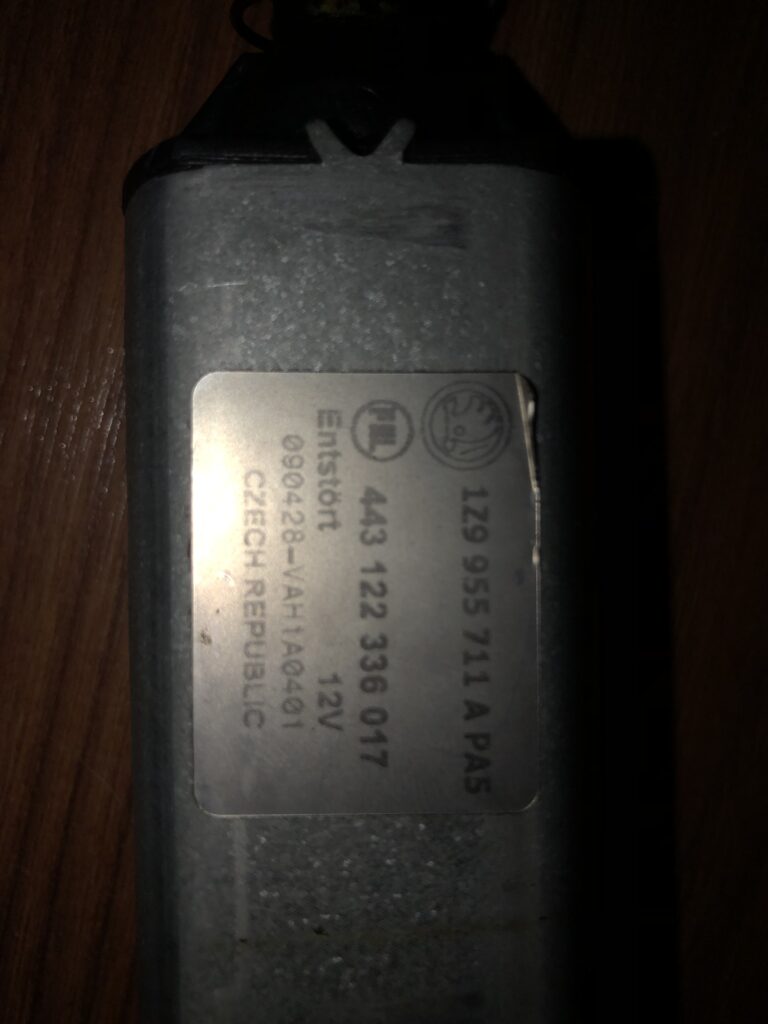 1Z9 955 711 A PA5
443 122 336 017
Entstört 12V
090428-VAH1A0401
CZECH REPUBLIC